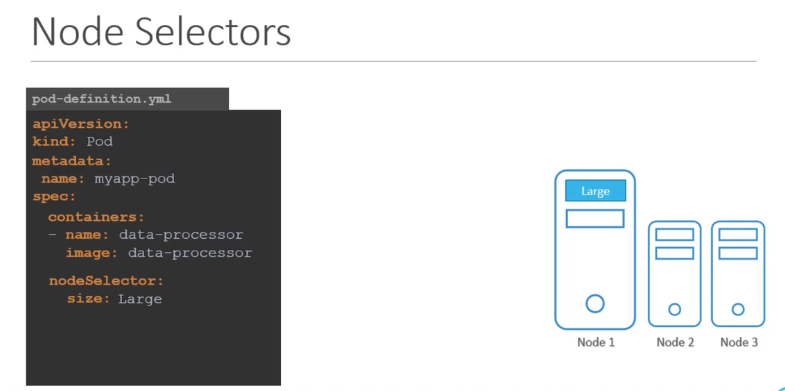 Node Selectors
pod-definition.yml
apiVersion:
kind: Pod
metadata:
name: myapp-pod
spec:
containers:
- name: data-processor
image: data-processor
nodeSelector:
size: Large
Large
Node 1
Node 2
Node 3